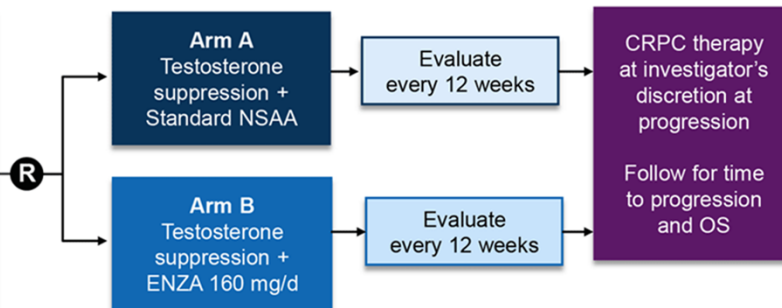 Arm A
Testosterone
suppression +
Standard NSAA
Evaluate
every 12 weeks
CRPC therapy
at investigator's
discretion at
progression
Follow for time
to progression
and OS
R
Arm B
Testosterone
suppression +
ENZA 160 mg/d
Evaluate
every 12 weeks